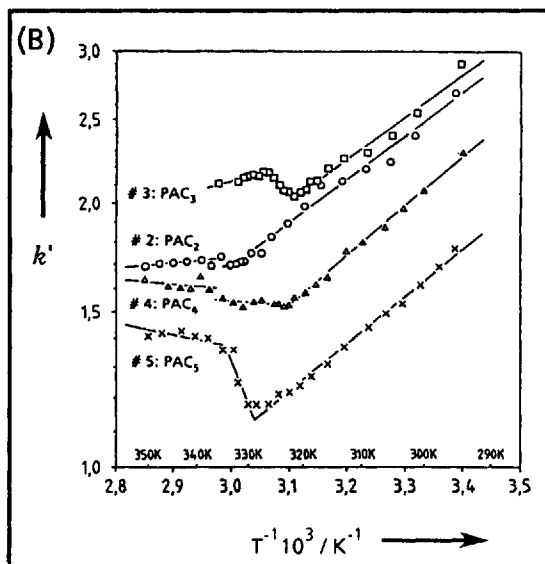 (B)
3,0
2,5
2,0
k'
1,5
1,0
# 3: PAC₃
# 2: PAC₂
# 4: PAC₄
# 5: PAC₅
350K 340K 330K 320K 310K 300K 290K
2,8 2,9 3,0 3,1 3,2 3,3 3,4 3,5
T⁻¹ 10³ / K⁻¹